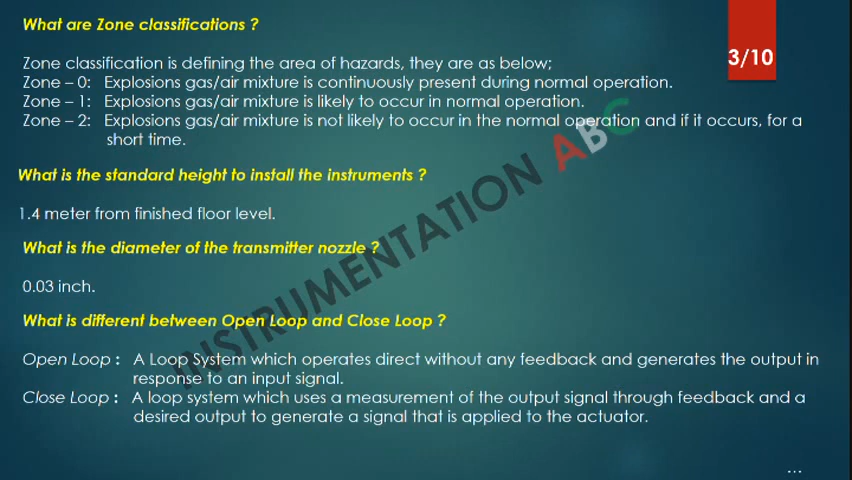 What are Zone classifications ?
3/10
Zone classification is defining the area of hazards, they are as below;
Zone – 0: Explosions gas/air mixture is continuously present during normal operation.
Zone – 1: Explosions gas/air mixture is likely to occur in normal operation.
Zone – 2: Explosions gas/air mixture is not likely to occur in the normal operation and if it occurs, for a
short time.
What is the standard height to install the instruments ?
1.4 meter from finished floor level.
What is the diameter of the transmitter nozzle ?
0.03 inch.
What is different between Open Loop and Close Loop ?
Open Loop : A Loop System which operates direct without any feedback and generates the output in
response to an input signal.
Close Loop : A loop system which uses a measurement of the output signal through feedback and a
desired output to generate a signal that is applied to the actuator.
...
INSTRUMENTATION ABC